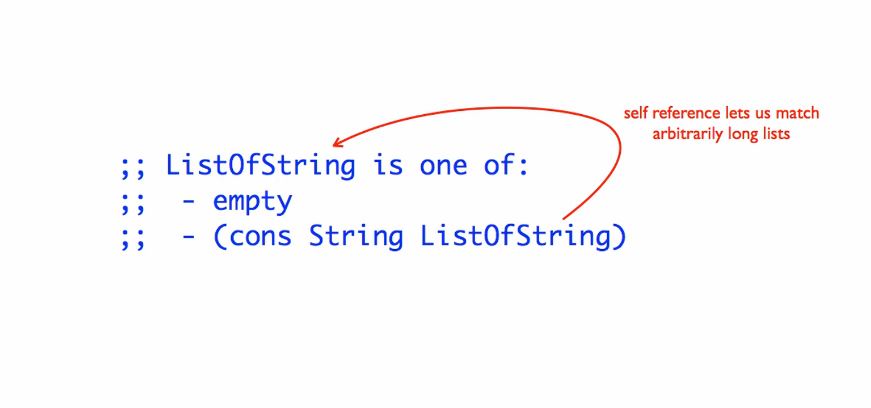 self reference lets us match
arbitrarily long lists
;; ListOfString is one of:
;;  - empty
;;  - (cons String ListOfString)